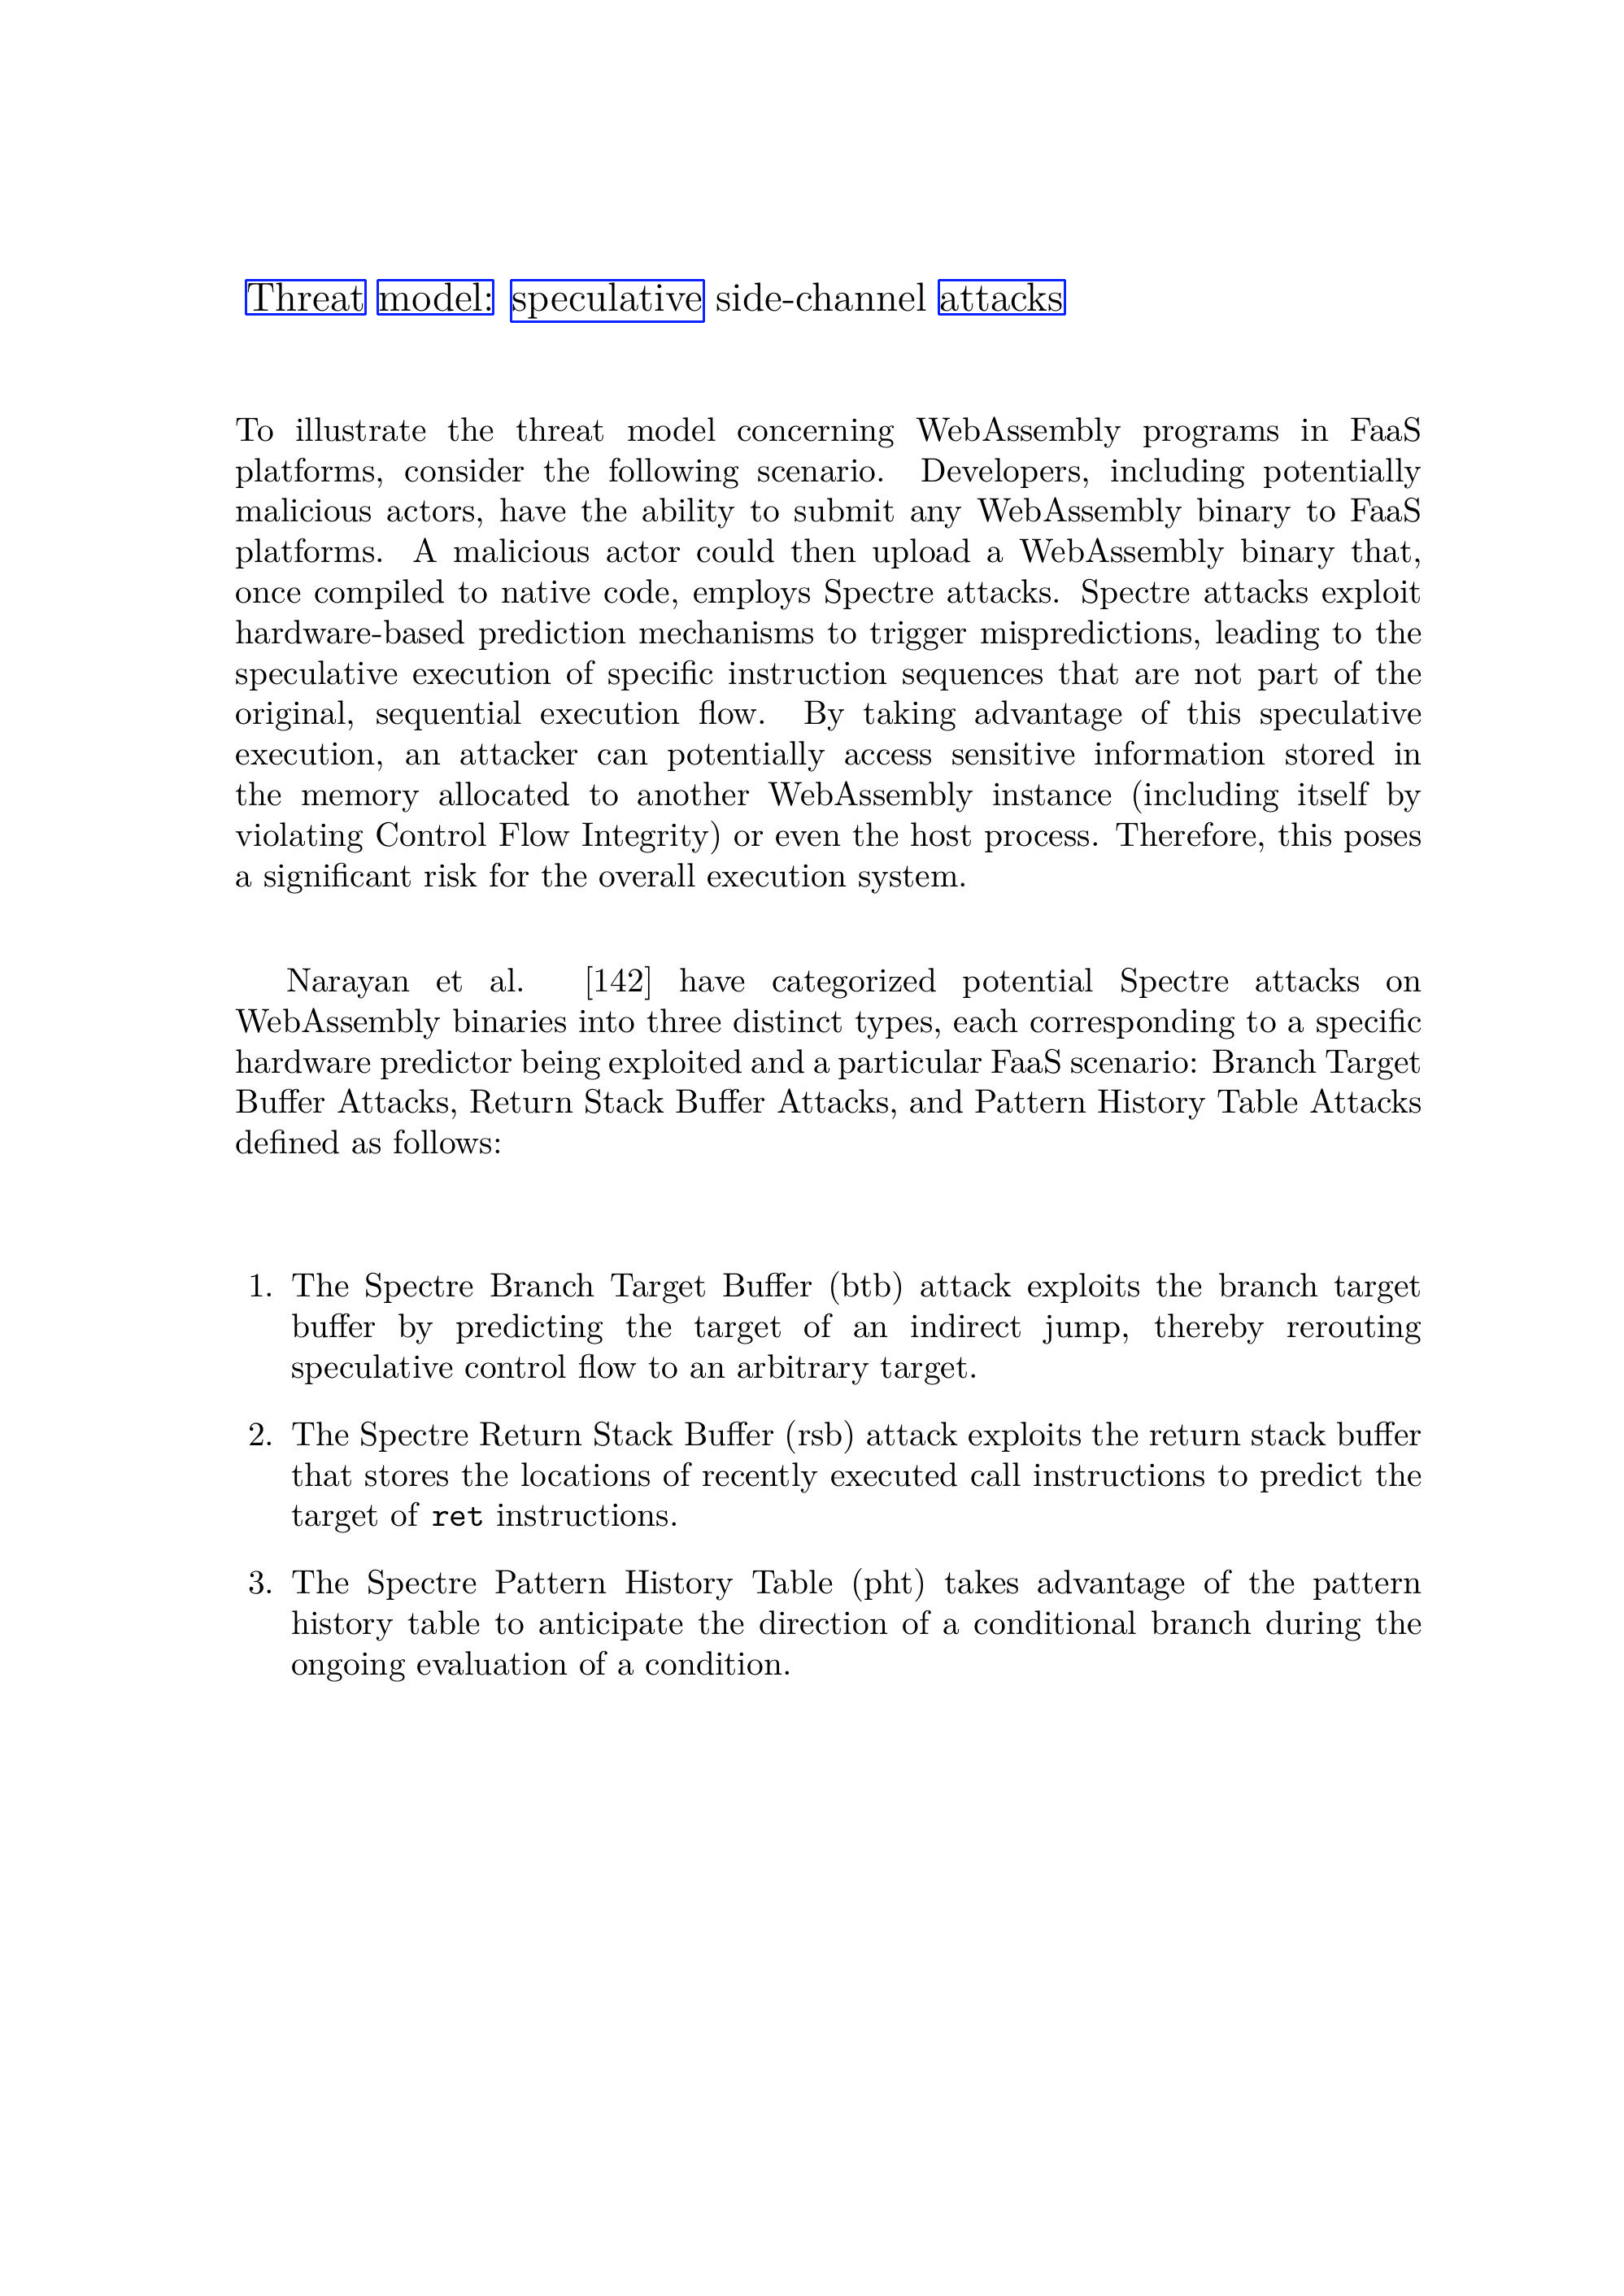 Threat model: speculative side-channel attacks
To illustrate the threat model concerning WebAssembly programs in FaaS
platforms, consider the following scenario. Developers, including potentially
malicious actors, have the ability to submit any WebAssembly binary to FaaS
platforms. A malicious actor could then upload a WebAssembly binary that,
once compiled to native code, employs Spectre attacks. Spectre attacks exploit
hardware-based prediction mechanisms to trigger mispredictions, leading to the
speculative execution of specific instruction sequences that are not part of the
original, sequential execution flow. By taking advantage of this speculative
execution, an attacker can potentially access sensitive information stored in
the memory allocated to another WebAssembly instance (including itself by
violating Control Flow Integrity) or even the host process. Therefore, this poses
a significant risk for the overall execution system.
Narayan et al. [142] have categorized potential Spectre attacks on
WebAssembly binaries into three distinct types, each corresponding to a specific
hardware predictor being exploited and a particular FaaS scenario: Branch Target
Buffer Attacks, Return Stack Buffer Attacks, and Pattern History Table Attacks
defined as follows:
1. The Spectre Branch Target Buffer (btb) attack exploits the branch target
buffer by predicting the target of an indirect jump, thereby rerouting
speculative control flow to an arbitrary target.
2. The Spectre Return Stack Buffer (rsb) attack exploits the return stack buffer
that stores the locations of recently executed call instructions to predict the
target of ret instructions.
3. The Spectre Pattern History Table (pht) takes advantage of the pattern
history table to anticipate the direction of a conditional branch during the
ongoing evaluation of a condition.